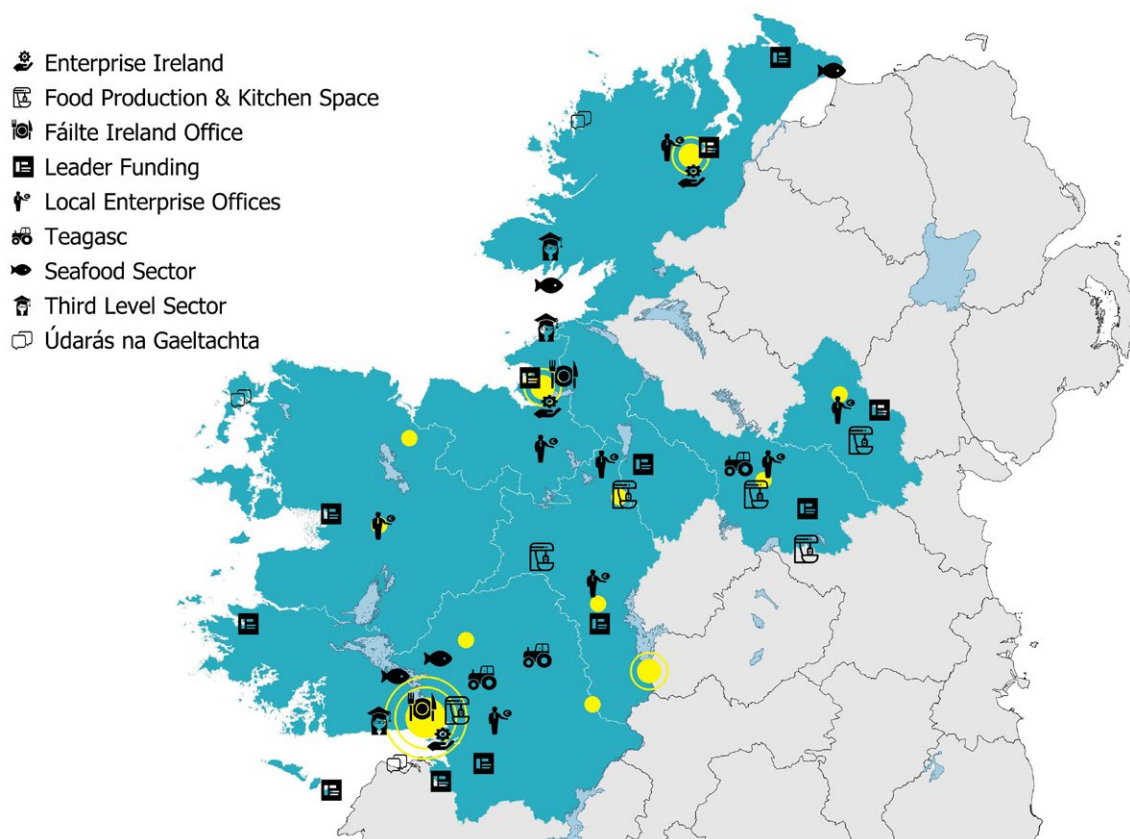 Enterprise Ireland
Food Production & Kitchen Space
Fáilte Ireland Office
Leader Funding
Local Enterprise Offices
Teagasc
Seafood Sector
Third Level Sector
Údarás na Gaeltachta